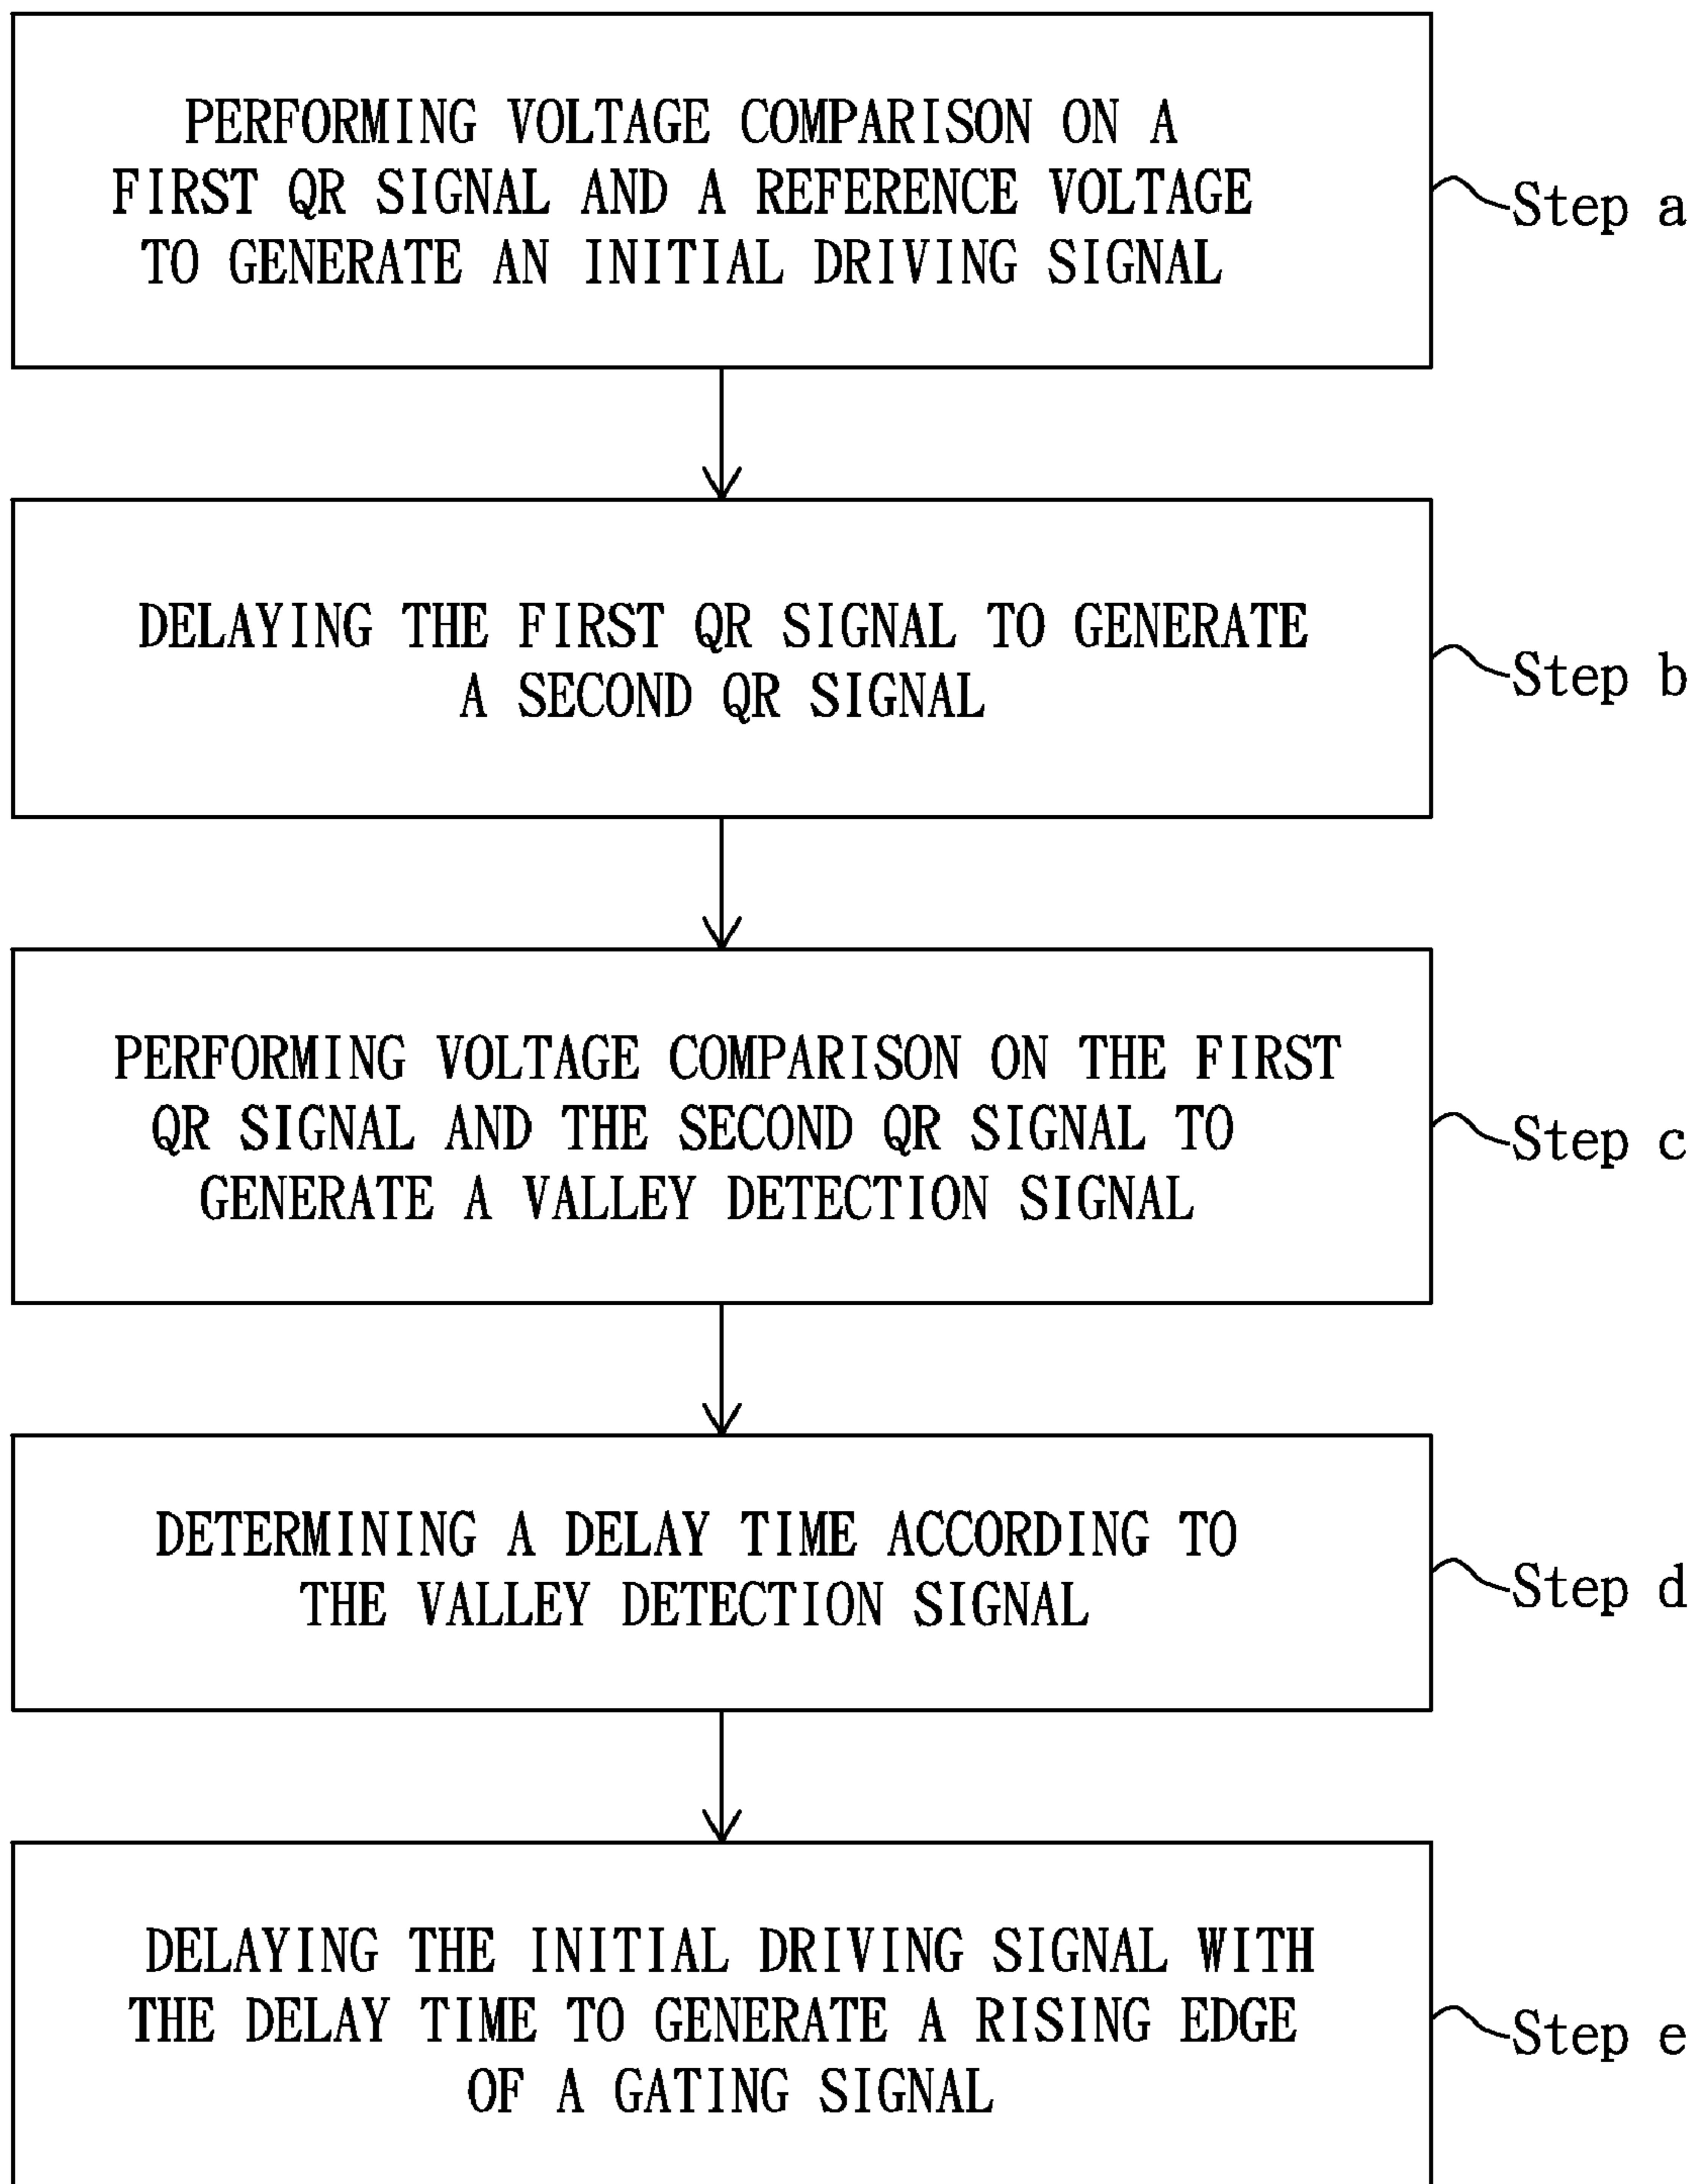 PERFORMING VOLTAGE COMPARISON ON A
FIRST QR SIGNAL AND A REFERENCE VOLTAGE
TO GENERATE AN INITIAL DRIVING SIGNAL
Step a
DELAYING THE FIRST QR SIGNAL TO GENERATE
A SECOND QR SIGNAL
Step b
PERFORMING VOLTAGE COMPARISON ON THE FIRST
QR SIGNAL AND THE SECOND QR SIGNAL TO
GENERATE A VALLEY DETECTION SIGNAL
Step c
DETERMINING A DELAY TIME ACCORDING TO
THE VALLEY DETECTION SIGNAL
Step d
DELAYING THE INITIAL DRIVING SIGNAL WITH
THE DELAY TIME TO GENERATE A RISING EDGE
OF A GATING SIGNAL
Step e